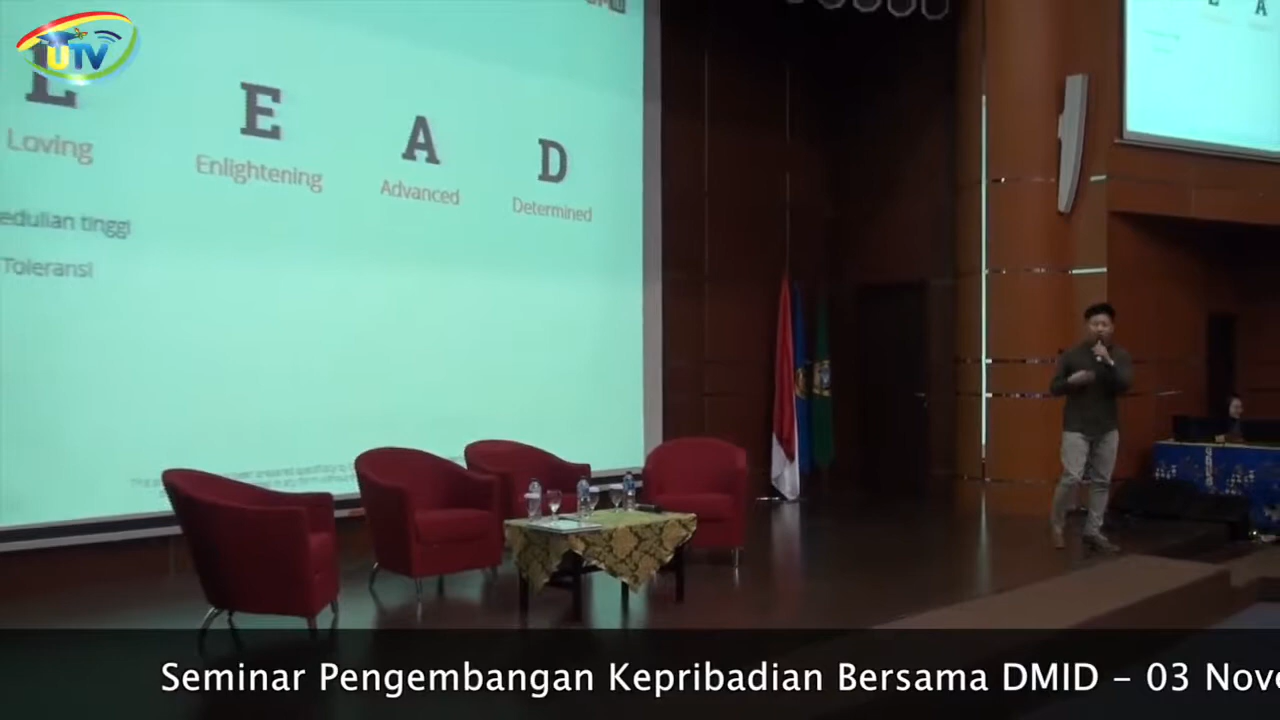 UTV
L E A D
Loving Enlightening Advanced Determined
edulian tinggi
Toleransi
E A
Seminar Pengembangan Kepribadian Bersama DMID - 03 Nove